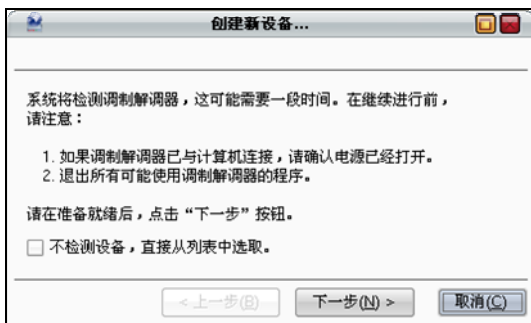 创建新设备...
系统将检测调制解调器，这可能需要一段时间。在继续进行前，
请注意：
1. 如果调制解调器已与计算机连接，请确认电源已经打开。
2. 退出所有可能使用调制解调器的程序。
请在准备就绪后，点击“下一步”按钮。
不检测设备，直接从列表中选取。
< 上一步(B)
下一步(N) >
取消(C)